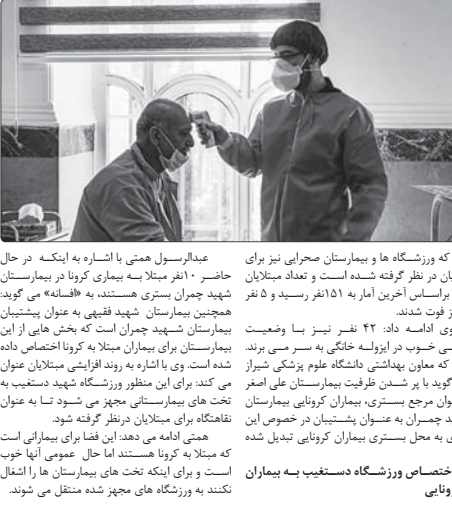 که ورزشگاه ها و بیمارستان صحرایی نیز برای
در نظر گرفته شده است و تعداد مبتلایان
براساس آخرین آمار به ۱۵۱نفر رسید و ۵ نفر
فوت شدند.
وی ادامه داد: ۴۲ نفر نیز با وضعیت
خوب در ایزوله خانگی به سر می برند.
که معاون بهداشتی دانشگاه علوم پزشکی شیراز
گوید با پر شدن ظرفیت بیمارستان علی اصغر
مرجع بستری، بیماران کرونایی بیمارستان
چمران به عنوان پشتیبان در خصوص این
به محل بستری بیماران کرونایی تبدیل شده
ورزشگاه دستغیب به بیماران
عبدالرسول همتی با اشاره به اینکه در حال
حاضر ۱۰نفر مبتلا به بیماری کرونا در بیمارستان
شهید چمران بستری هستند، به «افسانه» می گوید:
همچنین بیمارستان شهید فقیهی به عنوان پیشتیبان
بیمارستان شهید چمران است که بخش هایی از این
بیمارستان برای بیماران مبتلا به کرونا اختصاص داده
شده است. وی با اشاره به روند افزایشی مبتلایان عنوان
می کند: برای این منظور ورزشگاه شهید دستغیب به
تخت های بیمارستانی مجهز می شود تا به عنوان
نقاهتگاه برای مبتلایان درنظر گرفته شود.
همتی ادامه می دهد: این فضا برای بیمارانی است
که مبتلا به کرونا هستند اما حال عمومی آنها خوب
است و برای اینکه تخت های بیمارستان ها را اشغال
نکنند به ورزشگاه های مجهز شده منتقل می شوند.